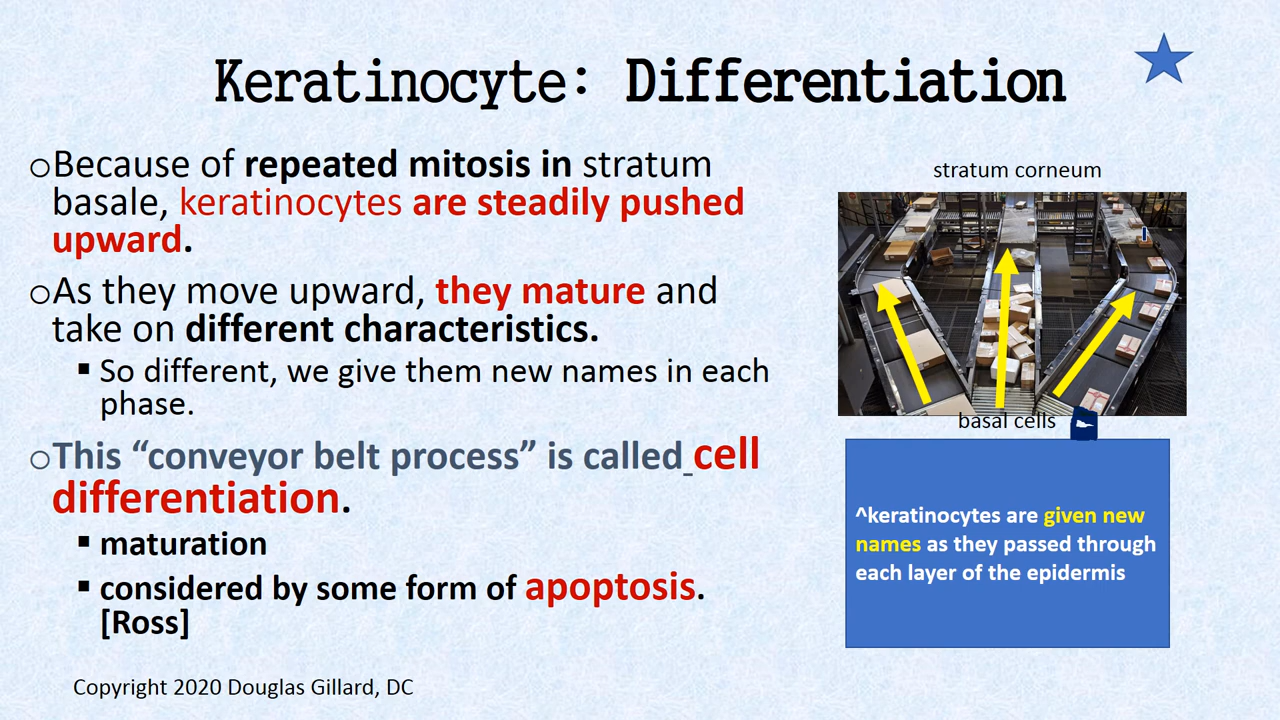 Keratinocyte: Differentiation
oBecause of repeated mitosis in stratum
basale, keratinocytes are steadily pushed
upward.
oAs they move upward, they mature and
take on different characteristics.
▪ So different, we give them new names in each
phase.
oThis “conveyor belt process” is called cell
differentiation.
▪ maturation
▪ considered by some form of apoptosis.
[Ross]
stratum corneum
basal cells
^keratinocytes are given new
names as they passed through
each layer of the epidermis
Copyright 2020 Douglas Gillard, DC